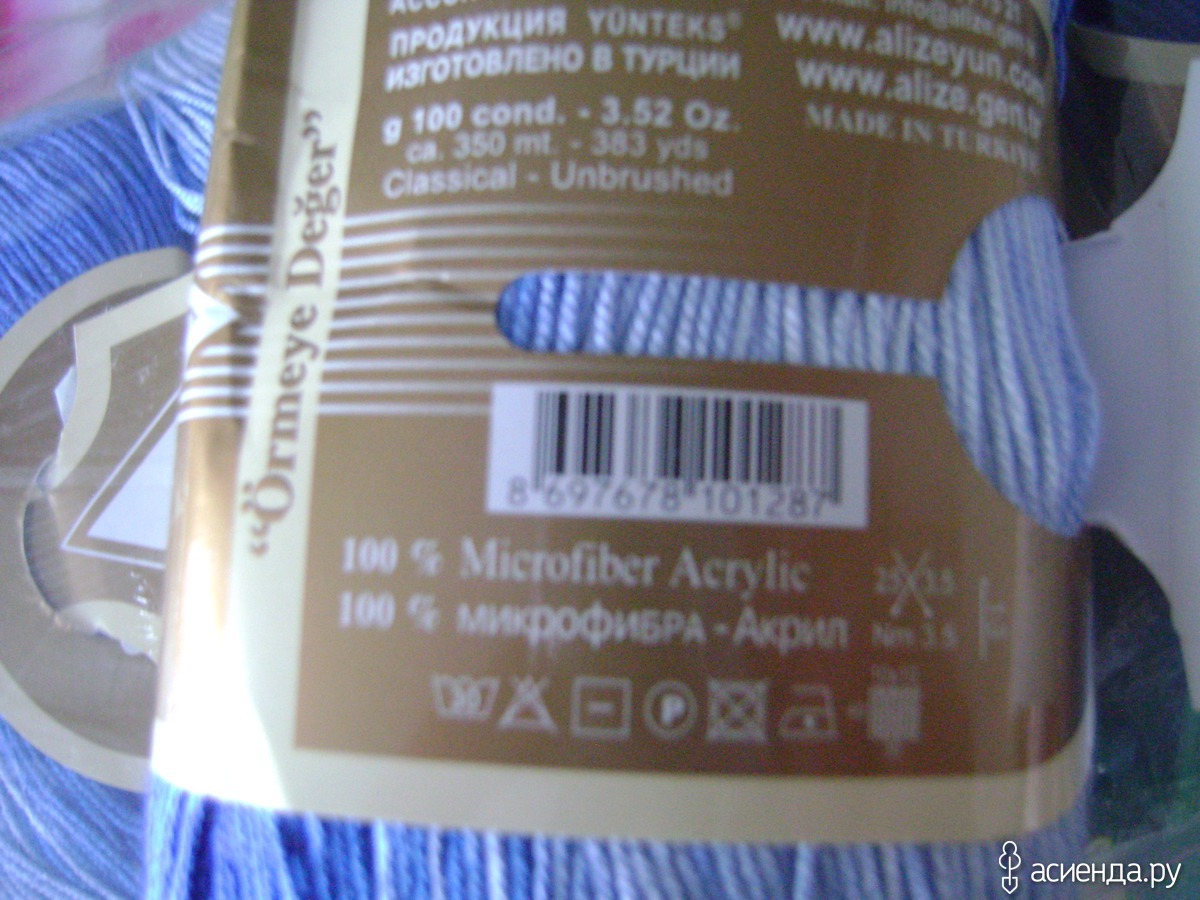 ПРОДУКЦИЯ YÜNTEKS®
ИЗГОТОВЛЕНО В ТУРЦИИ
g 100 cond. - 3.52 Oz.
ca. 350 mt. - 383 yds
Classical - Unbrushed
www.alizeyun.com
www.alize.gen.tr
MADE IN TURKIYE
“Örmeye Değer”
8 697678 101287
100 % Microfiber Acrylic
100 % МИКРОФИБРА - Акрил
Nm 3.5
30
P
асиенда.ру